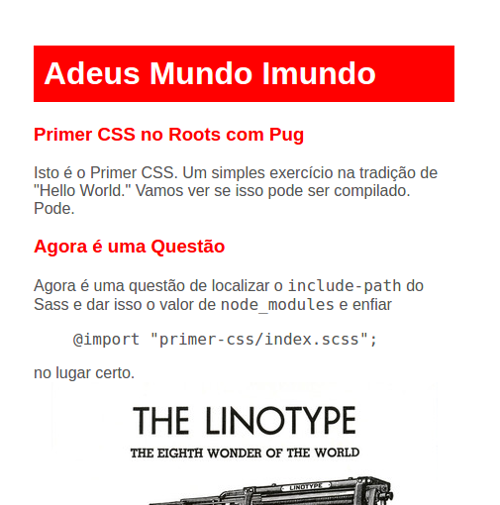 Adeus Mundo Imundo
Primer CSS no Roots com Pug
Isto é o Primer CSS. Um simples exercício na tradição de
"Hello World." Vamos ver se isso pode ser compilado.
Pode.
Agora é uma Questão
Agora é uma questão de localizar o include-path do
Sass e dar isso o valor de node_modules e enfiar
@import "primer-css/index.scss";
no lugar certo.
THE LINOTYPE
THE EIGHTH WONDER OF THE WORLD
LINOTYPE